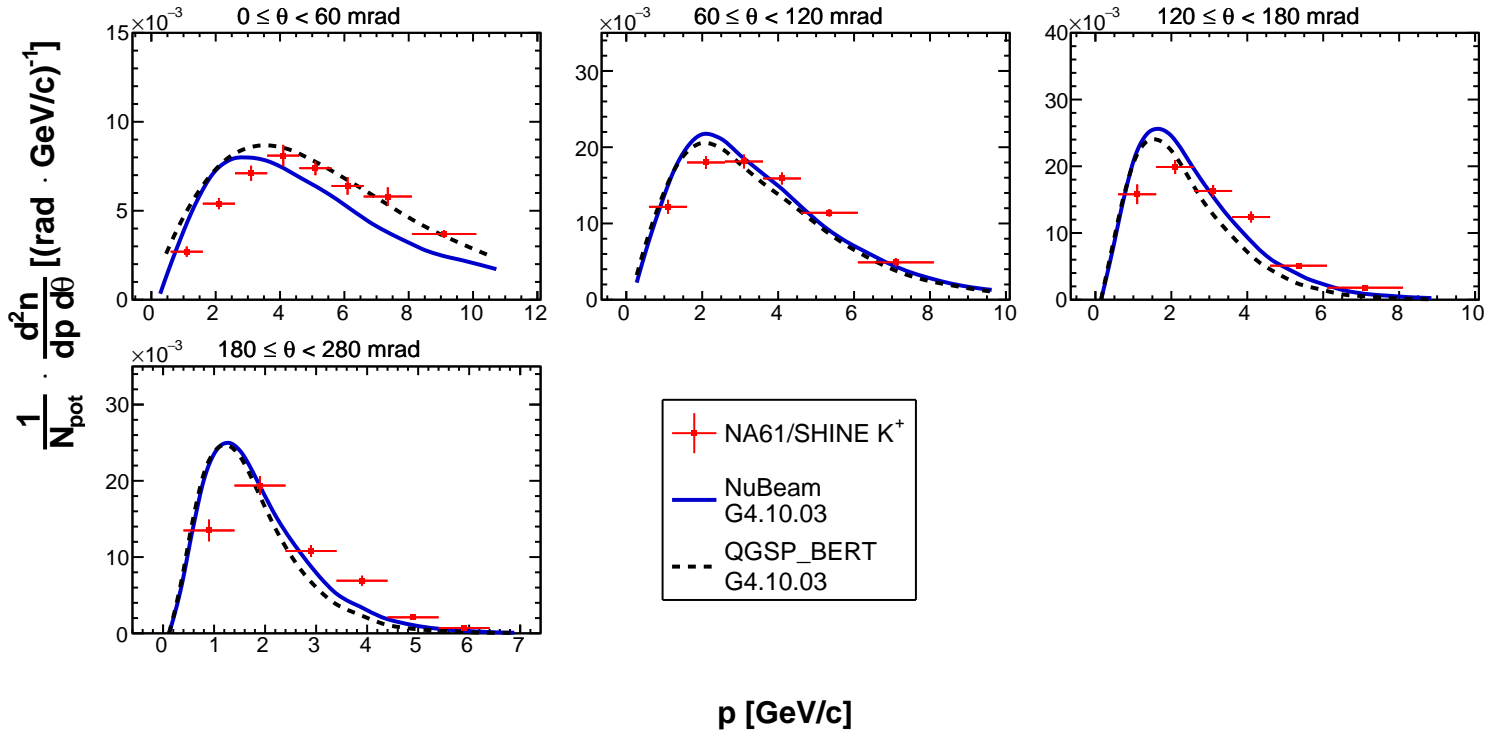 ×10⁻³ 0 ≤ θ < 60 mrad
15
10
5
0
0 2 4 6 8 10 12
×10⁻³ 60 ≤ θ < 120 mrad
30
20
10
0
0 2 4 6 8 10
×10⁻³ 120 ≤ θ < 180 mrad
40
30
20
10
0
0 2 4 6 8 10
×10⁻³ 180 ≤ θ < 280 mrad
30
20
10
0
0 1 2 3 4 5 6 7
1/N_pot · d²n/dp dθ [(rad · GeV/c)⁻¹]
NA61/SHINE K⁺
NuBeam
G4.10.03
QGSP_BERT
G4.10.03
p [GeV/c]